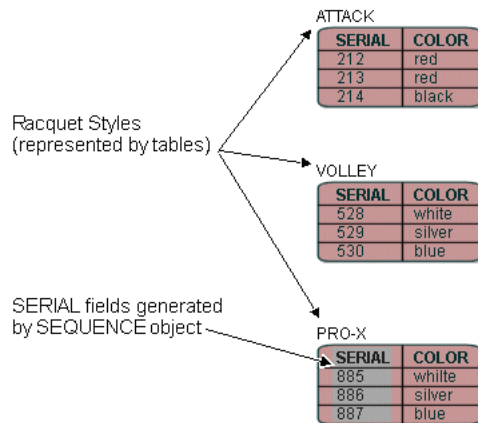 ATTACK
SERIAL COLOR
212 red
213 red
214 black
Racquet Styles
(represented by tables)
VOLLEY
SERIAL COLOR
528 white
529 silver
530 blue
SERIAL fields generated
by SEQUENCE object
PRO-X
SERIAL COLOR
885 whilte
886 silver
887 blue